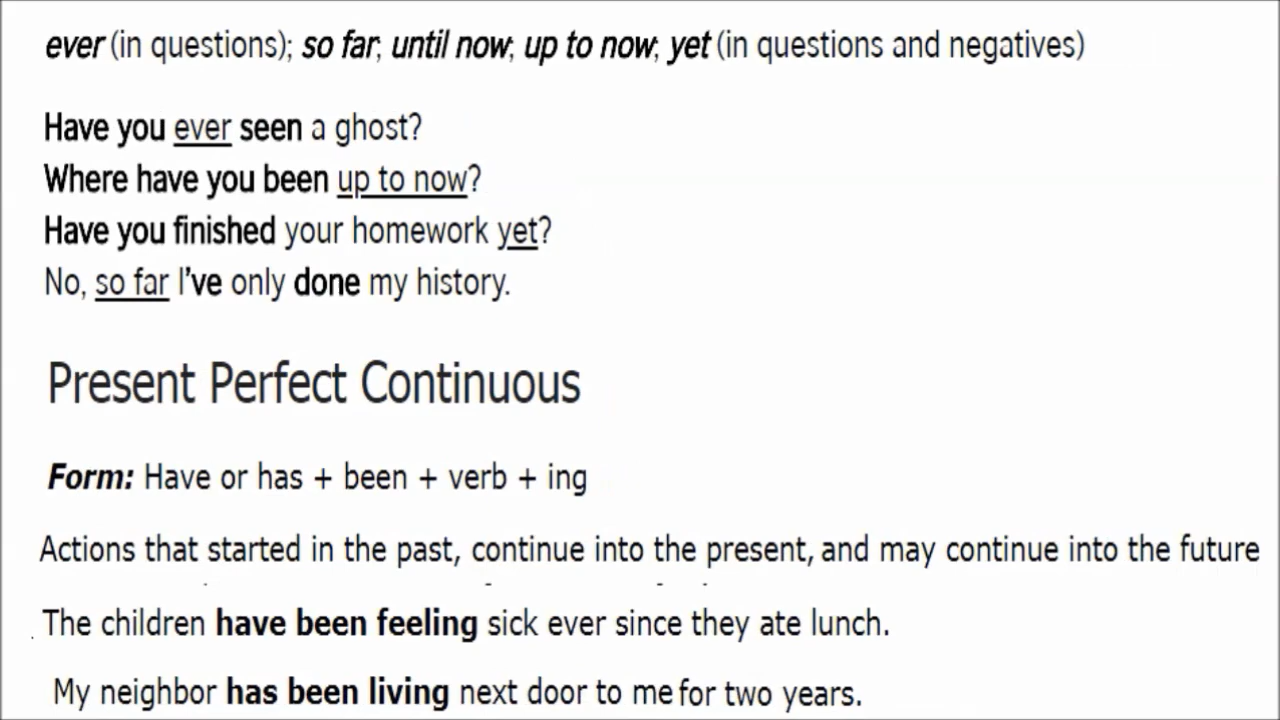 ever (in questions); so far; until now; up to now; yet (in questions and negatives)
Have you ever seen a ghost?
Where have you been up to now?
Have you finished your homework yet?
No, so far I've only done my history.
Present Perfect Continuous
Form: Have or has + been + verb + ing
Actions that started in the past, continue into the present, and may continue into the future
The children have been feeling sick ever since they ate lunch.
My neighbor has been living next door to me for two years.